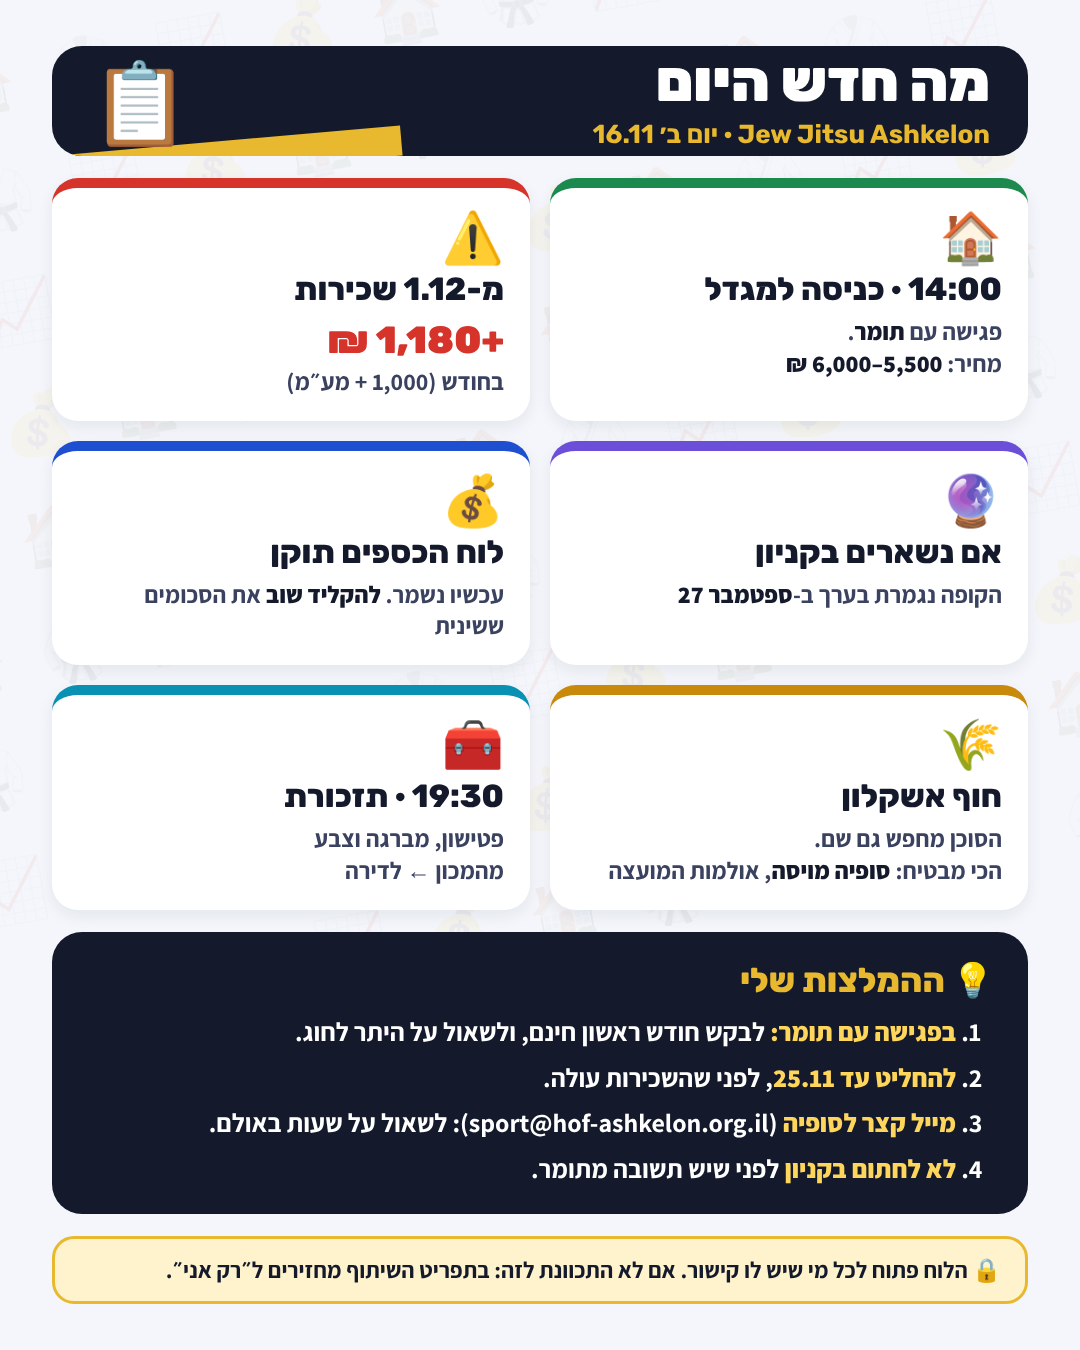 מה חדש היום
Jew Jitsu Ashkelon • יום ב׳ 16.11
14:00 • כניסה למגדל
פגישה עם תומר.
מחיר: 5,500–6,000 ₪
מ-1.12 שכירות
+1,180 ₪
בחודש (1,000 + מע״מ)
אם נשארים בקניון
הקופה נגמרת בערך ב-ספטמבר 27
לוח הכספים תוקן
עכשיו נשמר. להקליד שוב את הסכומים
ששינית
חוף אשקלון
הסוכן מחפש גם שם.
הכי מבטיח: סופיה מויסה, אולמות המועצה
19:30 • תזכורת
פטישון, מברגה וצבע
מהמכון ← לדירה
ההמלצות שלי
1. בפגישה עם תומר: לבקש חודש ראשון חינם, ולשאול על היתר לחוג.
2. להחליט עד 25.11, לפני שהשכירות עולה.
3. מייל קצר לסופיה (sport@hof-ashkelon.org.il): לשאול על שעות באולם.
4. לא לחתום בקניון לפני שיש תשובה מתומר.
הלוח פתוח לכל מי שיש לו קישור. אם לא התכוונת לזה: בתפריט השיתוף מחזירים ל״רק אני״.